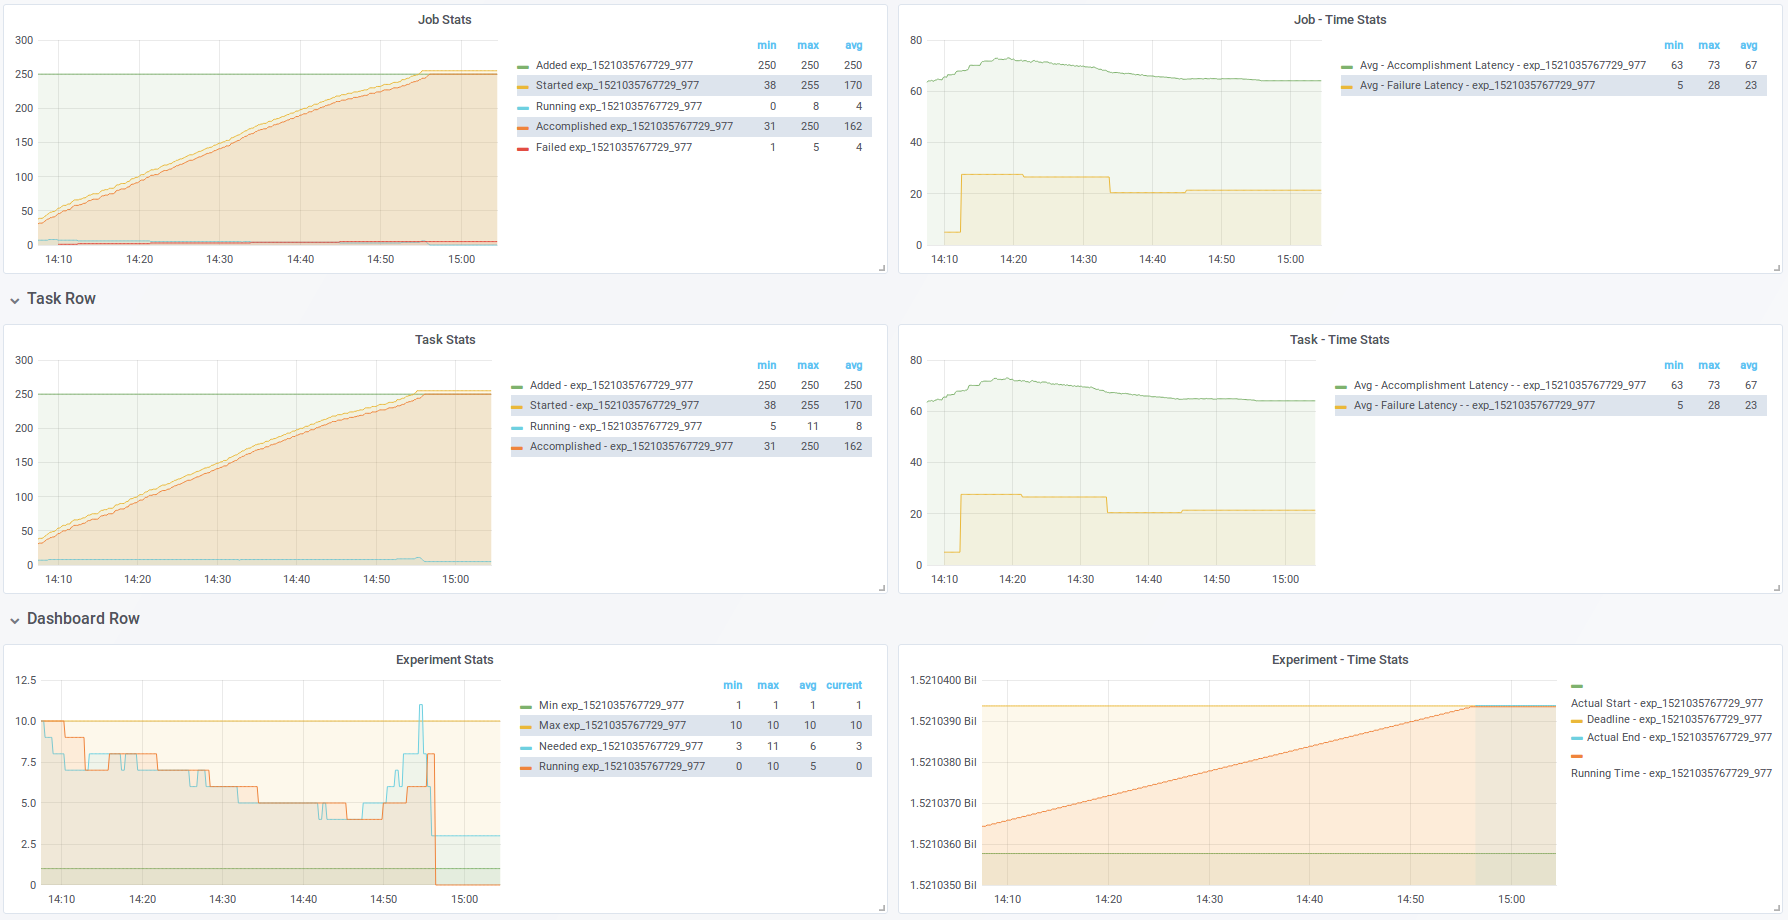 Job Stats
300
250
200
150
100
50
0
14:10 14:20 14:30 14:40 14:50 15:00
min max avg
Added exp_1521035767729_977 250 250 250
Started exp_1521035767729_977 38 255 170
Running exp_1521035767729_977 0 8 4
Accomplished exp_1521035767729_977 31 250 162
Failed exp_1521035767729_977 1 5 4
Job - Time Stats
80
60
40
20
0
14:10 14:20 14:30 14:40 14:50 15:00
min max avg
Avg - Accomplishment Latency - exp_1521035767729_977 63 73 67
Avg - Failure Latency - exp_1521035767729_977 5 28 23
Task Row
Task Stats
300
250
200
150
100
50
0
14:10 14:20 14:30 14:40 14:50 15:00
min max avg
Added - exp_1521035767729_977 250 250 250
Started - exp_1521035767729_977 38 255 170
Running - exp_1521035767729_977 5 11 8
Accomplished - exp_1521035767729_977 31 250 162
Task - Time Stats
80
60
40
20
0
14:10 14:20 14:30 14:40 14:50 15:00
min max avg
Avg - Accomplishment Latency - - exp_1521035767729_977 63 73 67
Avg - Failure Latency - - exp_1521035767729_977 5 28 23
Dashboard Row
Experiment Stats
12.5
10.0
7.5
5.0
2.5
0
14:10 14:20 14:30 14:40 14:50 15:00
min max avg current
Min exp_1521035767729_977 1 1 1 1
Max exp_1521035767729_977 10 10 10 10
Needed exp_1521035767729_977 3 11 6 3
Running exp_1521035767729_977 0 10 5 0
Experiment - Time Stats
1.5210400 Bil
1.5210390 Bil
1.5210380 Bil
1.5210370 Bil
1.5210360 Bil
1.5210350 Bil
14:10 14:20 14:30 14:40 14:50 15:00
Actual Start - exp_1521035767729_977
Deadline - exp_1521035767729_977
Actual End - exp_1521035767729_977
Running Time - exp_1521035767729_977